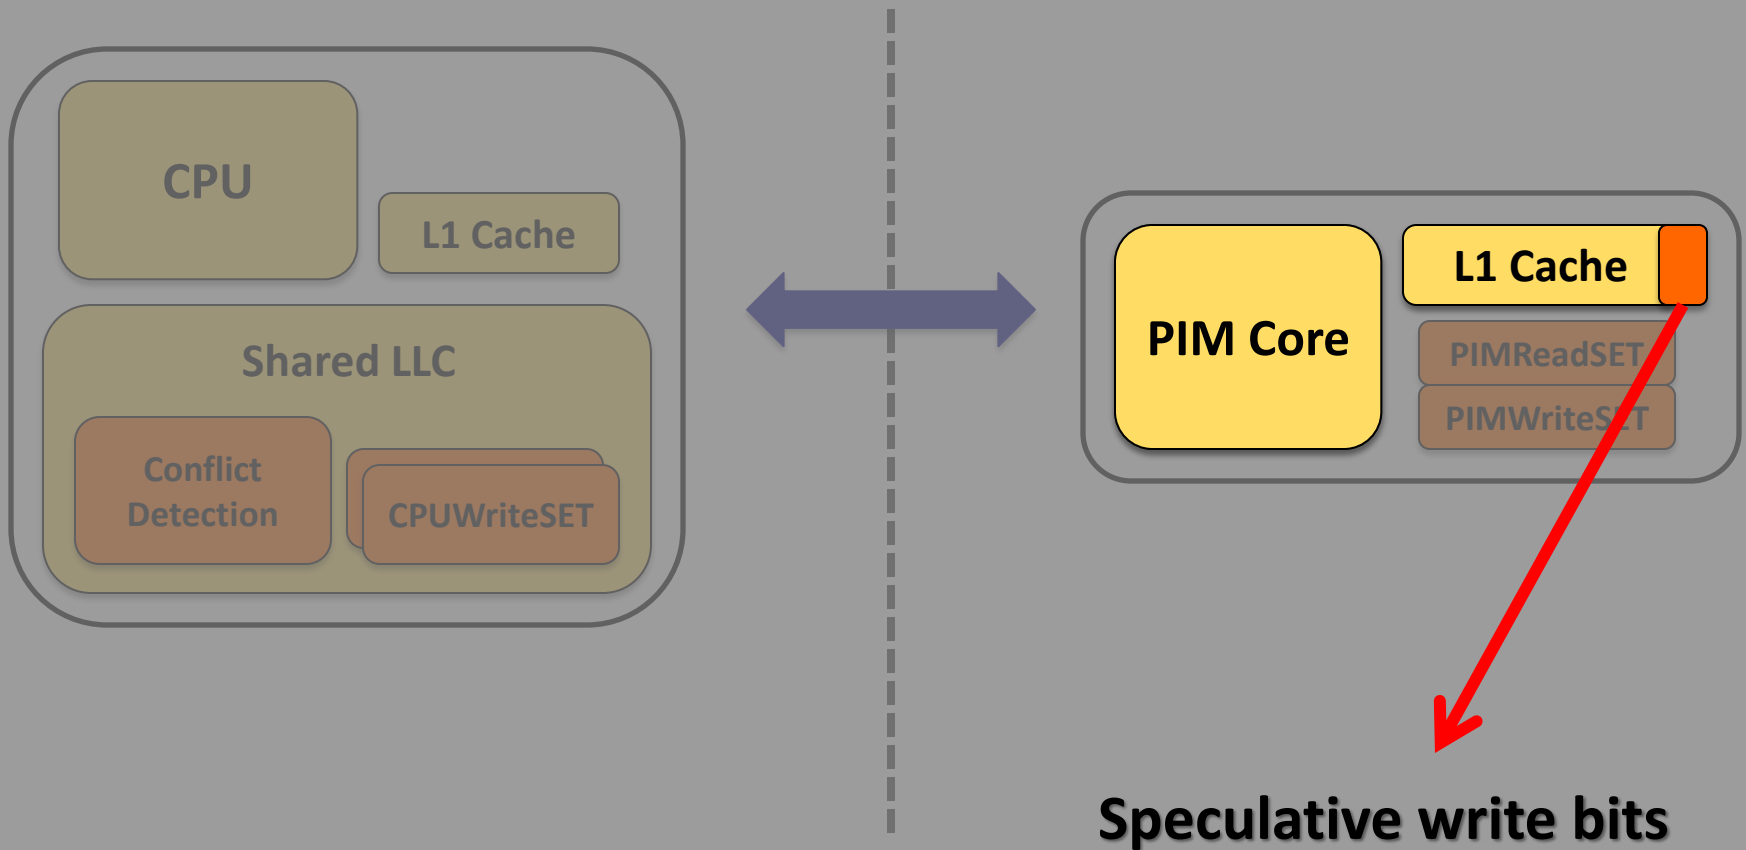 CPU
L1 Cache
Shared LLC
Conflict
Detection
CPUWriteSET
PIM Core
L1 Cache
PIMReadSET
PIMWriteSET
Speculative write bits